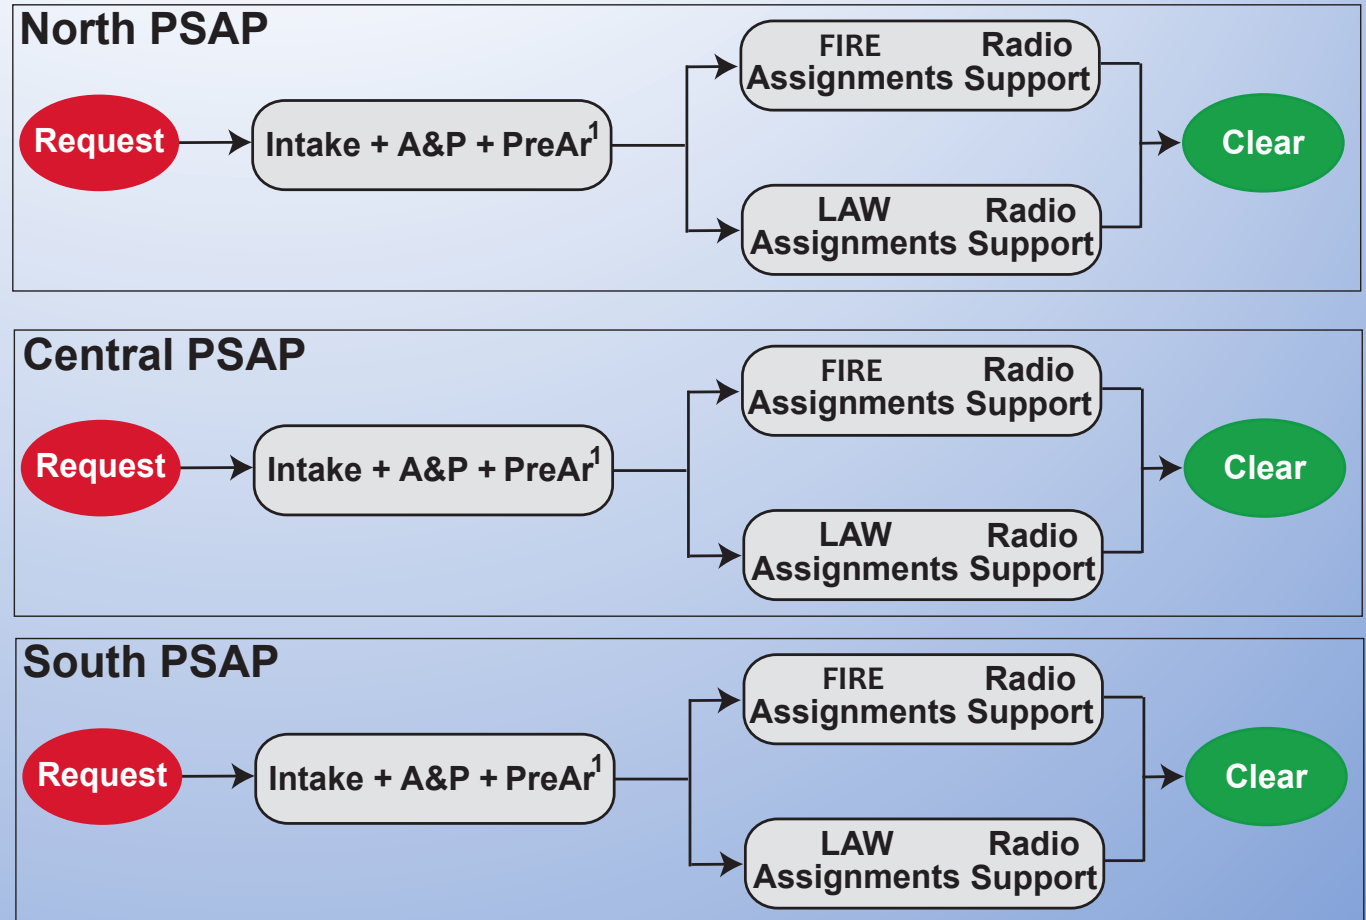 North PSAP
Request
Intake + A&P + PreAr¹
FIRE Radio
Assignments Support
LAW Radio
Assignments Support
Clear
Central PSAP
Request
Intake + A&P + PreAr¹
FIRE Radio
Assignments Support
LAW Radio
Assignments Support
Clear
South PSAP
Request
Intake + A&P + PreAr¹
FIRE Radio
Assignments Support
LAW Radio
Assignments Support
Clear